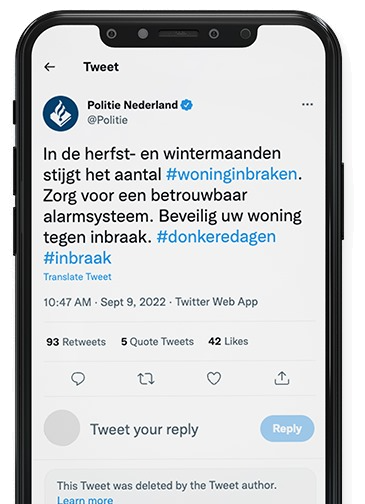 Tweet
Politie Nederland
@Politie
In de herfst- en wintermaanden
stijgt het aantal #woninginbraken.
Zorg voor een betrouwbaar
alarmsysteem. Beveilig uw woning
tegen inbraak. #donkeredagen
#inbraak
Translate Tweet
10:47 AM · Sept 9, 2022 · Twitter Web App
93 Retweets 5 Quote Tweets 42 Likes
Tweet your reply
Reply
This Tweet was deleted by the Tweet author.
Learn more